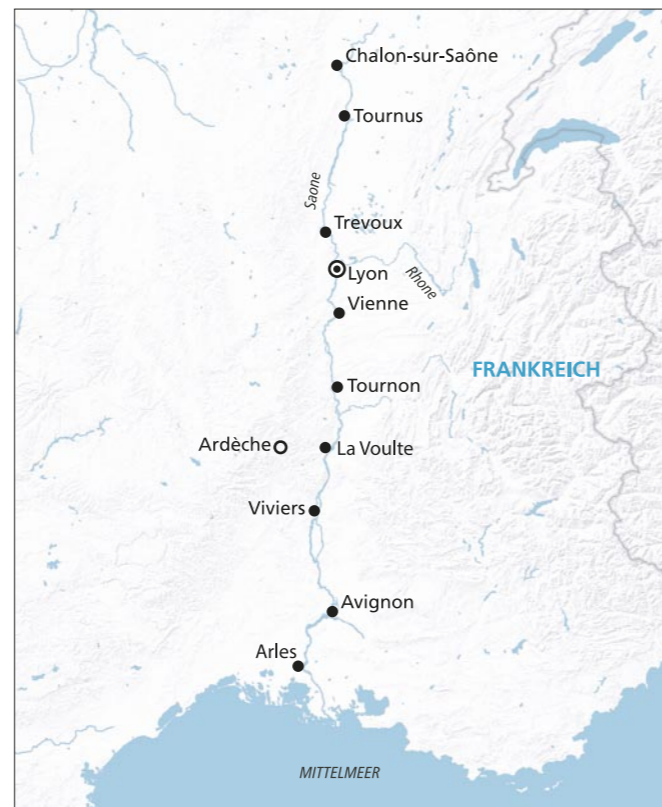 Chalon-sur-Saône
Tournus
Saone
Trevoux
Lyon
Rhone
Vienne
FRANKREICH
Tournon
Ardèche
La Voulte
Viviers
Avignon
Arles
MITTELMEER